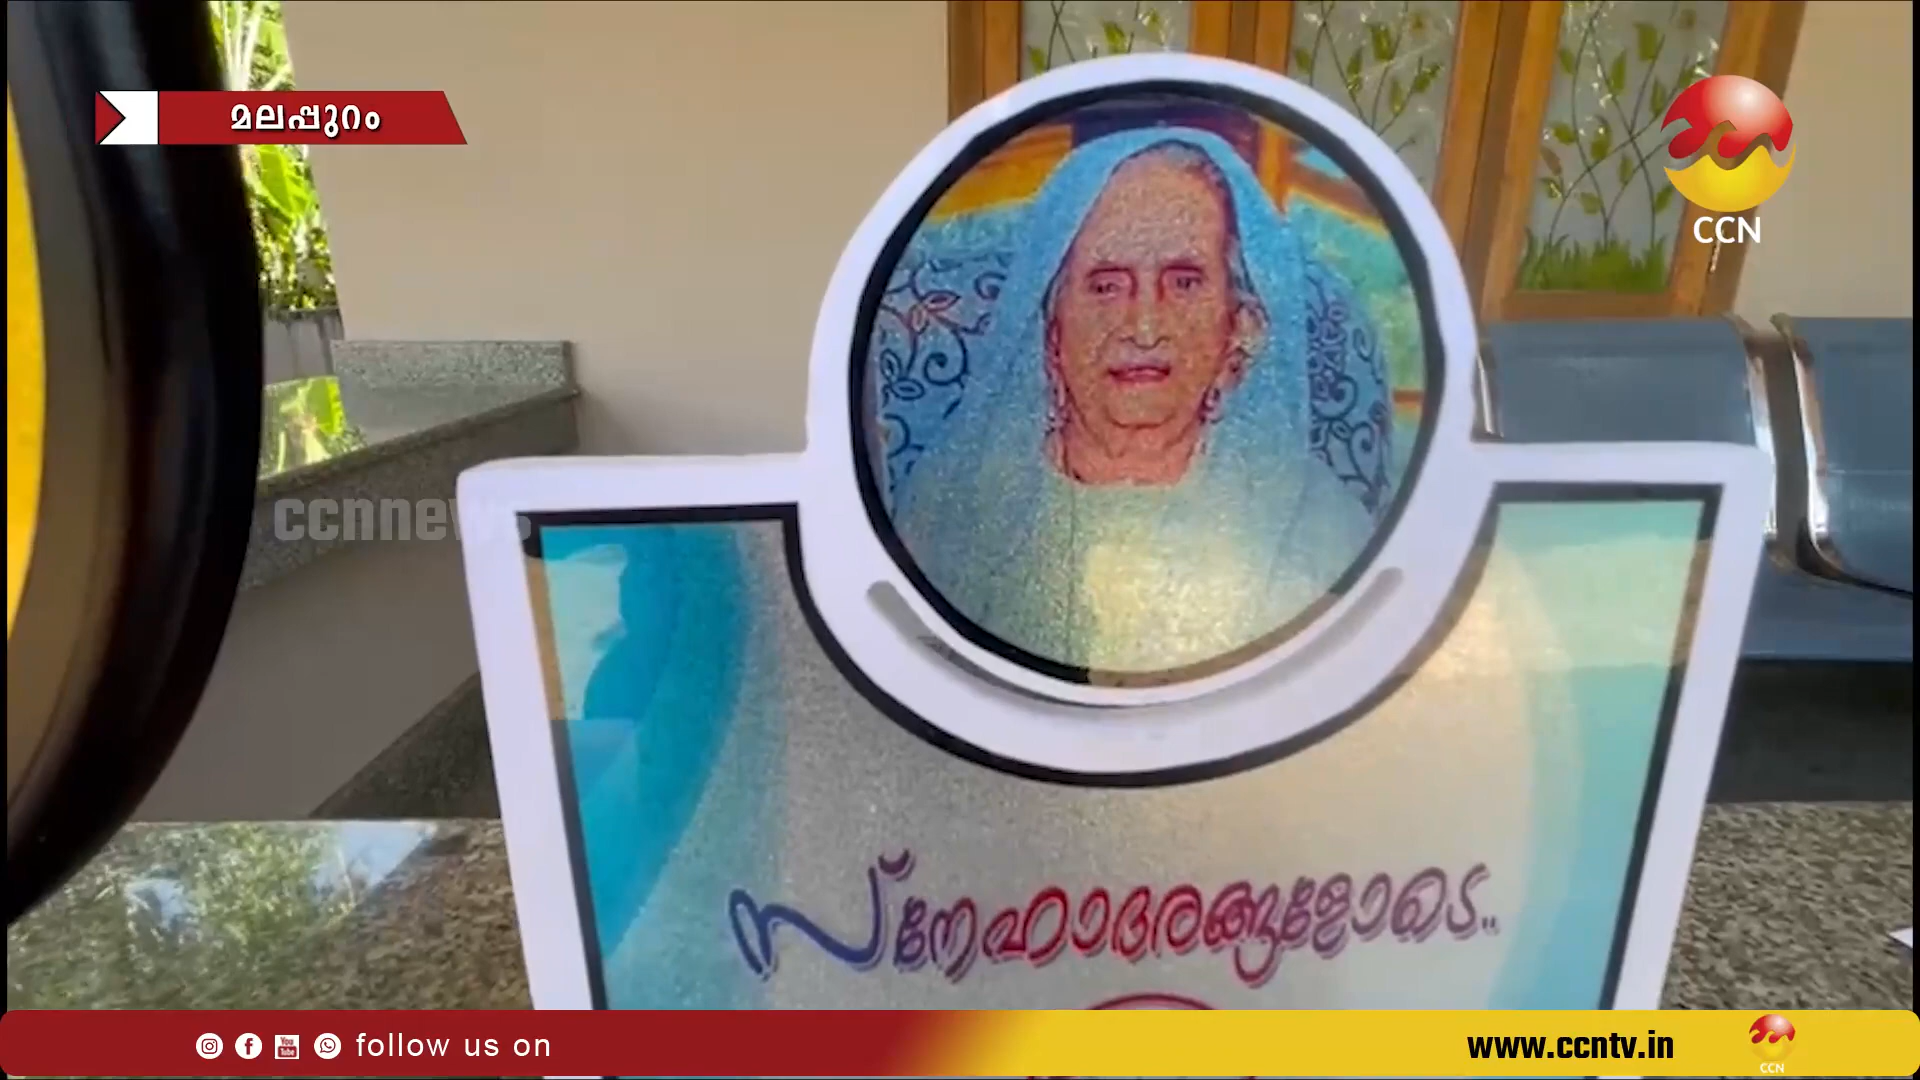 മലപ്പുറം
CCN
ccnnews
സ്നേഹാദരങ്ങളോടെ..
follow us on
www.ccntv.in
CCN